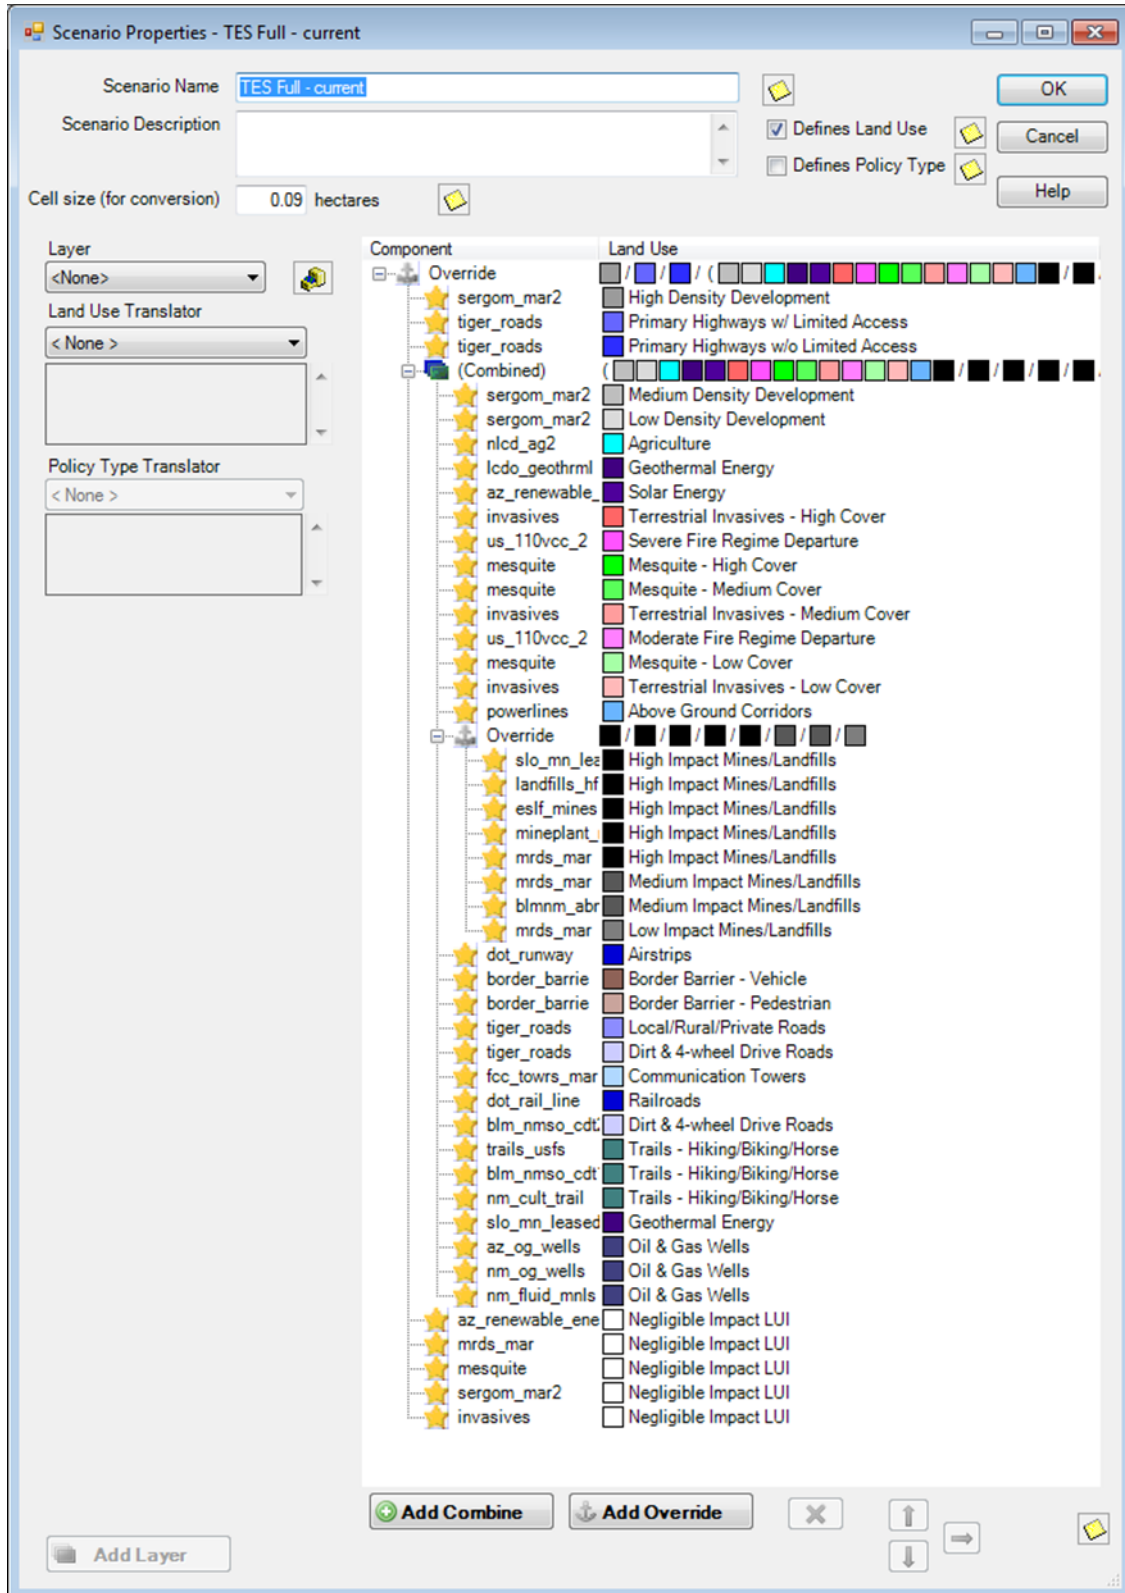 Scenario Properties - TES Full - current
Scenario Name TES Full - current OK
Scenario Description Defines Land Use Cancel
Defines Policy Type
Cell size (for conversion) 0.09 hectares Help
Layer
<None>
Land Use Translator
< None >
Policy Type Translator
< None >
Component Land Use
Override / / / (
sergom_mar2 High Density Development
tiger_roads Primary Highways w/ Limited Access
tiger_roads Primary Highways w/o Limited Access
(Combined) ( / / / /
sergom_mar2 Medium Density Development
sergom_mar2 Low Density Development
nlcd_ag2 Agriculture
lcdo_geothrml Geothermal Energy
az_renewable_ Solar Energy
invasives Terrestrial Invasives - High Cover
us_110vcc_2 Severe Fire Regime Departure
mesquite Mesquite - High Cover
mesquite Mesquite - Medium Cover
invasives Terrestrial Invasives - Medium Cover
us_110vcc_2 Moderate Fire Regime Departure
mesquite Mesquite - Low Cover
invasives Terrestrial Invasives - Low Cover
powerlines Above Ground Corridors
Override / / / / / / /
slo_mn_lea High Impact Mines/Landfills
landfills_hf High Impact Mines/Landfills
eslf_mines High Impact Mines/Landfills
mineplant_ High Impact Mines/Landfills
mrds_mar High Impact Mines/Landfills
mrds_mar Medium Impact Mines/Landfills
blmnm_abr Medium Impact Mines/Landfills
mrds_mar Low Impact Mines/Landfills
dot_runway Airstrips
border_barrie Border Barrier - Vehicle
border_barrie Border Barrier - Pedestrian
tiger_roads Local/Rural/Private Roads
tiger_roads Dirt & 4-wheel Drive Roads
fcc_towrs_mar Communication Towers
dot_rail_line Railroads
blm_nmso_cdt Dirt & 4-wheel Drive Roads
trails_usfs Trails - Hiking/Biking/Horse
blm_nmso_cdt Trails - Hiking/Biking/Horse
nm_cult_trail Trails - Hiking/Biking/Horse
slo_mn_leased Geothermal Energy
az_og_wells Oil & Gas Wells
nm_og_wells Oil & Gas Wells
nm_fluid_mnls Oil & Gas Wells
az_renewable_ene Negligible Impact LUI
mrds_mar Negligible Impact LUI
mesquite Negligible Impact LUI
sergom_mar2 Negligible Impact LUI
invasives Negligible Impact LUI
Add Combine Add Override
Add Layer